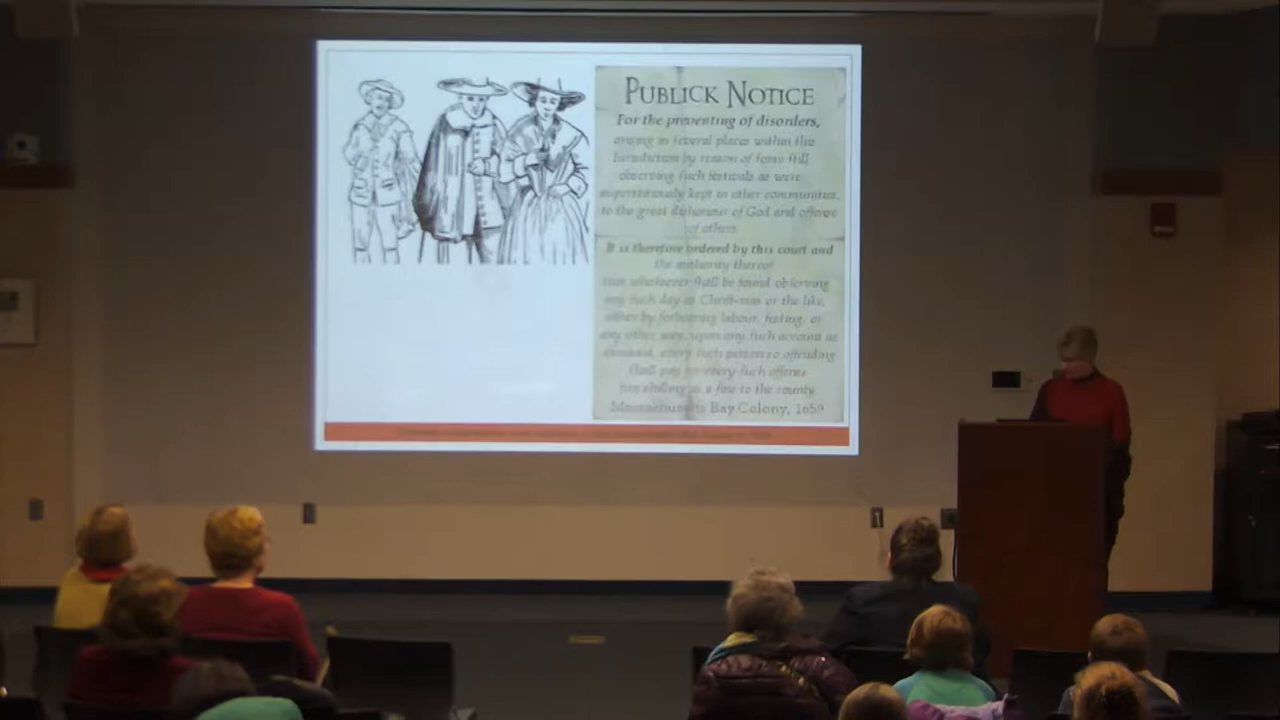 PUBLICK NOTICE
For the preventing of disorders,
arising in several places within this
Jurisdiction by reason of some still
observing such festivals as were
superstitiously kept in other communities,
to the great dishonour of God and offense
of others
It is therefore ordered by this court and
the authority thereof
that whosoever shall be found observing
any such day as Christ-mas or the like,
either by forbearing labour, feasting, or
any other way, upon any such account as
aforesaid, every such person so offending
shall pay for every such offense
five shilling as a fine to the county
Massachusetts Bay Colony, 1659